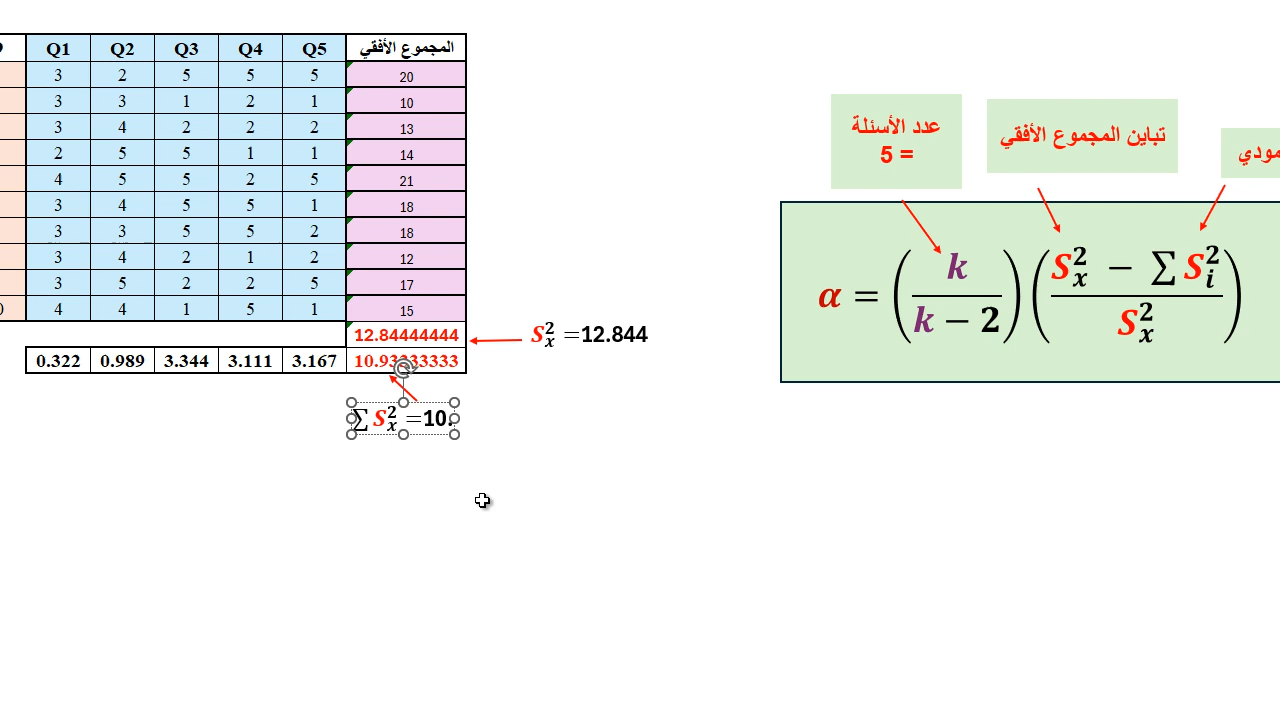 Q1 Q2 Q3 Q4 Q5 المجموع الأفقي
3 2 5 5 5 20
3 3 1 2 1 10
3 4 2 2 2 13
2 5 5 1 1 14
4 5 5 2 5 21
3 4 5 5 1 18
3 3 5 5 2 18
3 4 2 1 2 12
3 5 2 2 5 17
4 4 1 5 1 15
12.84444444
0.322 0.989 3.344 3.111 3.167 10.93333333
S²ₓ =12.844
∑ S²ₓ =10.
عدد الأسئلة
= 5
تباين المجموع الأفقي
α = (k / (k − 2)) ((S²ₓ − ∑ S²ᵢ) / S²ₓ)